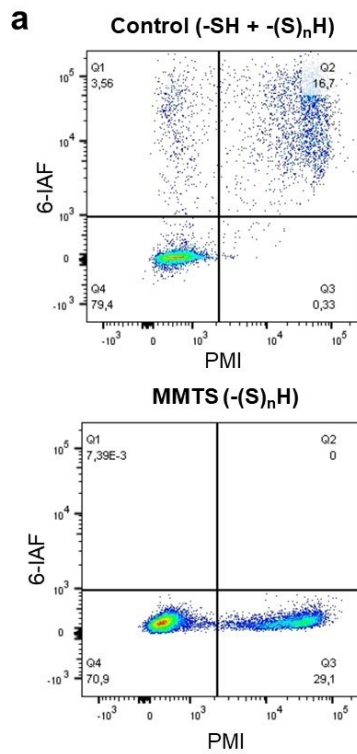 a
Control (-SH + -(S)nH)
Q1
3,56
Q2
16,7
10^5
10^4
10^3
0
-10^3
6-IAF
Q4
79,4
Q3
0,33
-10^3
0
10^3
10^4
10^5
PMI
MMTS (-(S)nH)
Q1
7,39E-3
Q2
0
10^5
10^4
10^3
0
-10^3
6-IAF
Q4
70,9
Q3
29,1
-10^3
0
10^3
10^4
10^5
PMI